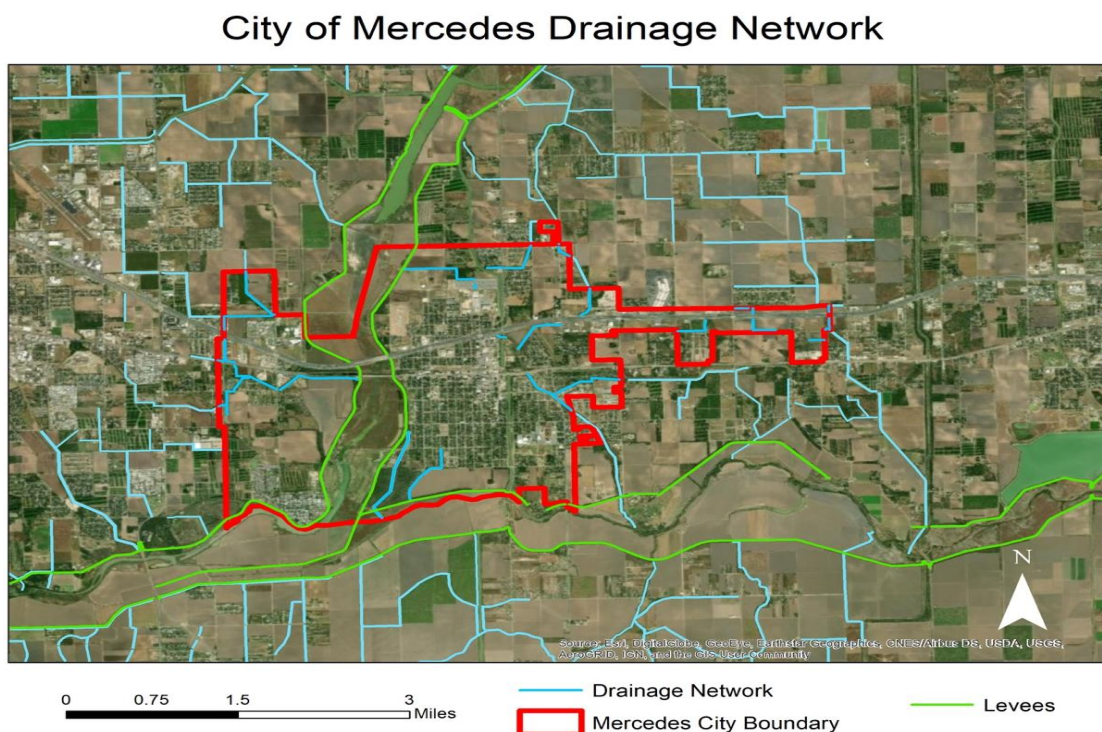 City of Mercedes Drainage Network
N
Source: Esri, DigitalGlobe, GeoEye, Earthstar Geographics, CNES/Airbus DS, USDA, USGS,
AeroGRID, IGN, and the GIS User Community
0 0.75 1.5 3
Miles
Drainage Network
Mercedes City Boundary
Levees